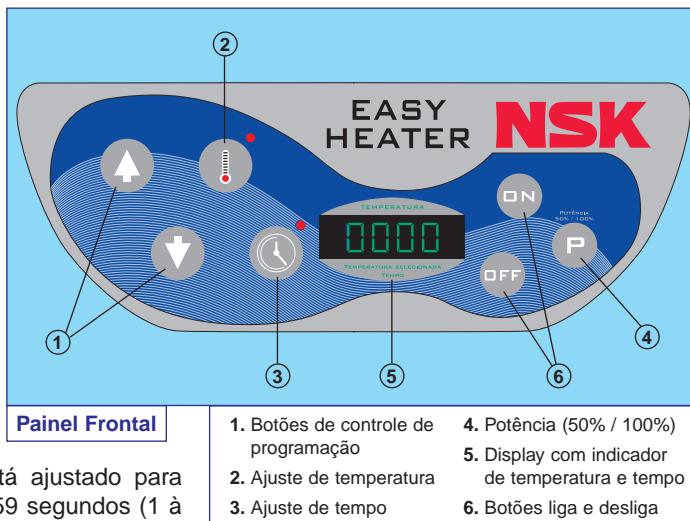 2
EASY
HEATER
NSK
TEMPERATURA
0000
TEMPERATURA SELECIONADA
TEMPO
ON
POTÊNCIA
50% / 100%
P
OFF
1
3
5
6
4
Painel Frontal
1. Botões de controle de
programação
2. Ajuste de temperatura
3. Ajuste de tempo
4. Potência (50% / 100%)
5. Display com indicador
de temperatura e tempo
6. Botões liga e desliga
tá ajustado para
59 segundos (1 à